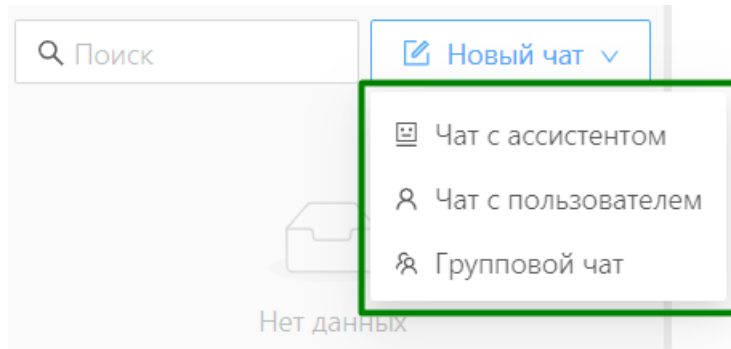 Поиск
Новый чат
Чат с ассистентом
Чат с пользователем
Групповой чат
Нет данных